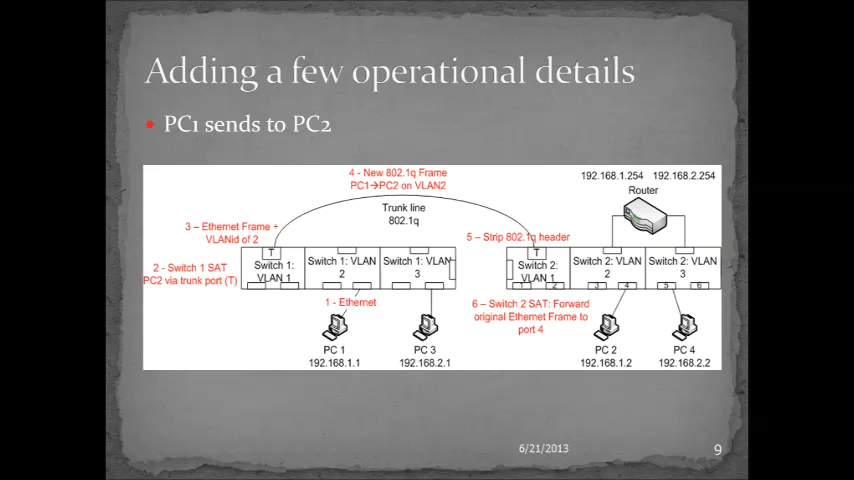 Adding a few operational details
PC1 sends to PC2
4 - New 802.1q Frame
PC1→PC2 on VLAN2
192.168.1.254 192.168.2.254
Router
Trunk line
802.1q
3 – Ethernet Frame +
VLANid of 2
5 – Strip 802.1q header
T
T
2 - Switch 1 SAT
PC2 via trunk port (T)
Switch 1:
VLAN 1
Switch 1: VLAN
2
Switch 1: VLAN
3
Switch 2:
VLAN 1
Switch 2: VLAN
2
Switch 2: VLAN
3
1 2 3 4 5 6
1 - Ethernet
6 – Switch 2 SAT: Forward
original Ethernet Frame to
port 4
PC 1
192.168.1.1
PC 3
192.168.2.1
PC 2
192.168.1.2
PC 4
192.168.2.2
6/21/2013
9